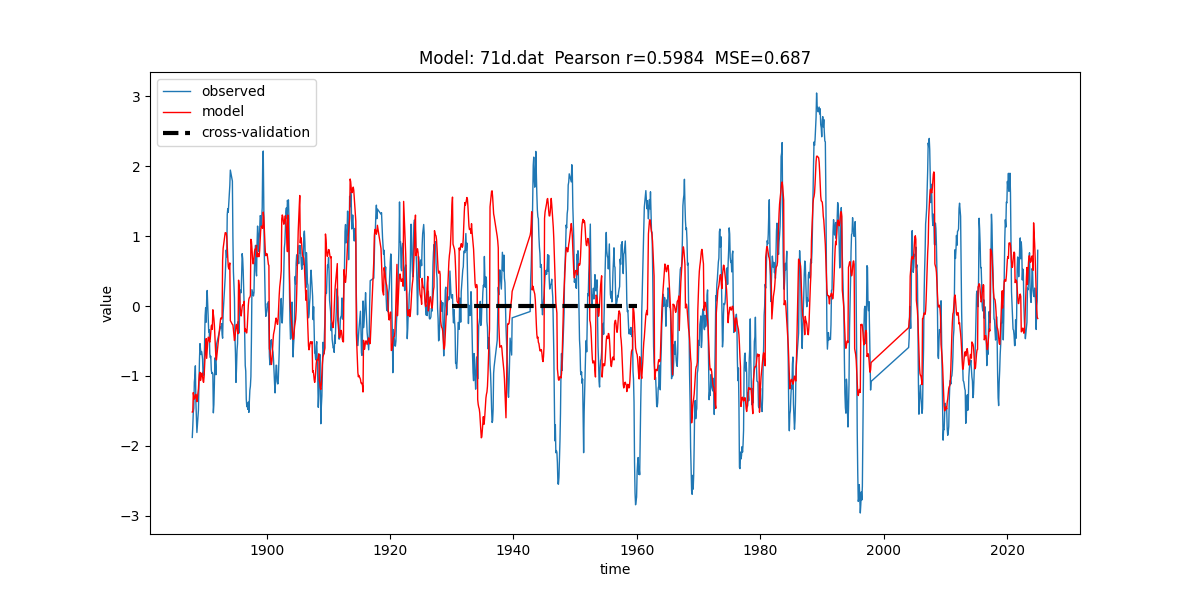 Model: 71d.dat  Pearson r=0.5984  MSE=0.687
observed
model
cross-validation
value
3
2
1
0
−1
−2
−3
1900
1920
1940
1960
1980
2000
2020
time